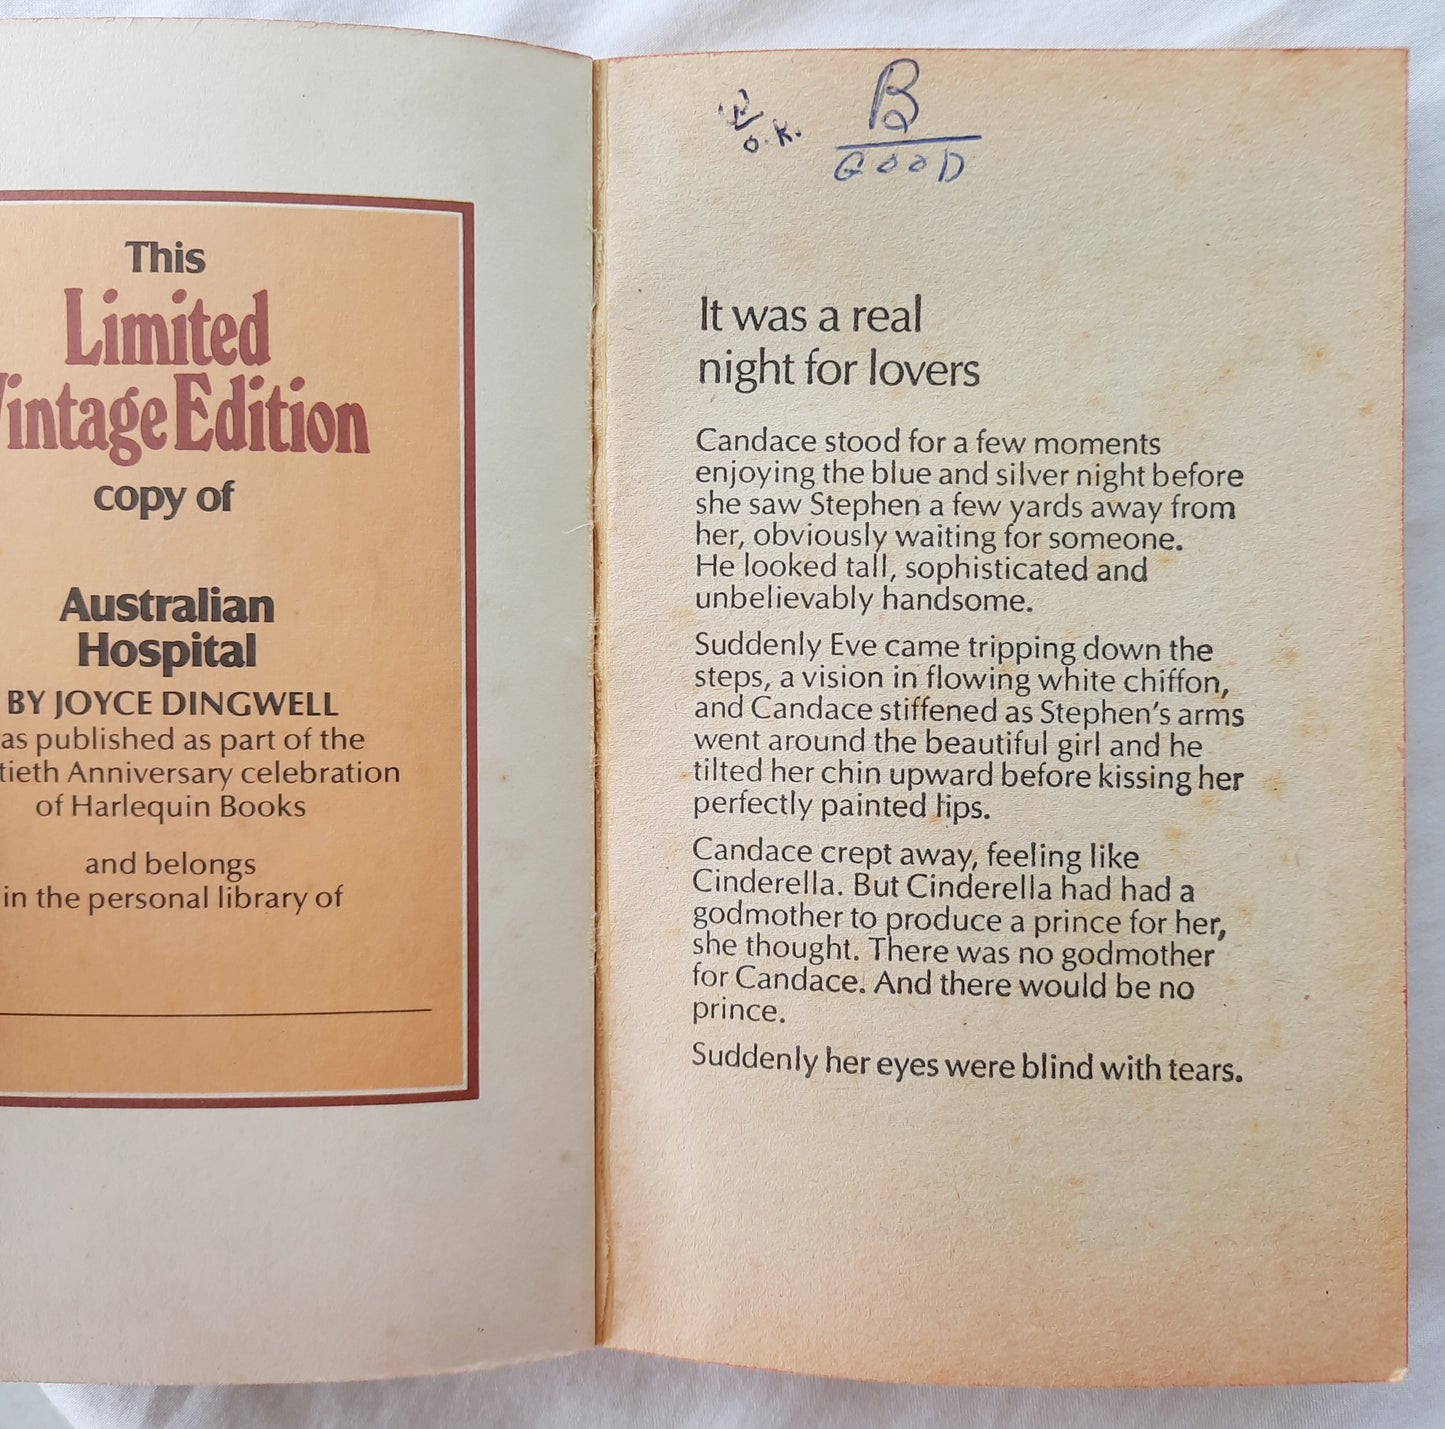 This
Limited
Vintage Edition
copy of
Australian
Hospital
BY JOYCE DINGWELL
as published as part of the
tieth Anniversary celebration
of Harlequin Books
and belongs
in the personal library of
O.K.
B
GOOD
It was a real
night for lovers
Candace stood for a few moments
enjoying the blue and silver night before
she saw Stephen a few yards away from
her, obviously waiting for someone.
He looked tall, sophisticated and
unbelievably handsome.
Suddenly Eve came tripping down the
steps, a vision in flowing white chiffon,
and Candace stiffened as Stephen's arms
went around the beautiful girl and he
tilted her chin upward before kissing her
perfectly painted lips.
Candace crept away, feeling like
Cinderella. But Cinderella had had a
godmother to produce a prince for her,
she thought. There was no godmother
for Candace. And there would be no
prince.
Suddenly her eyes were blind with tears.